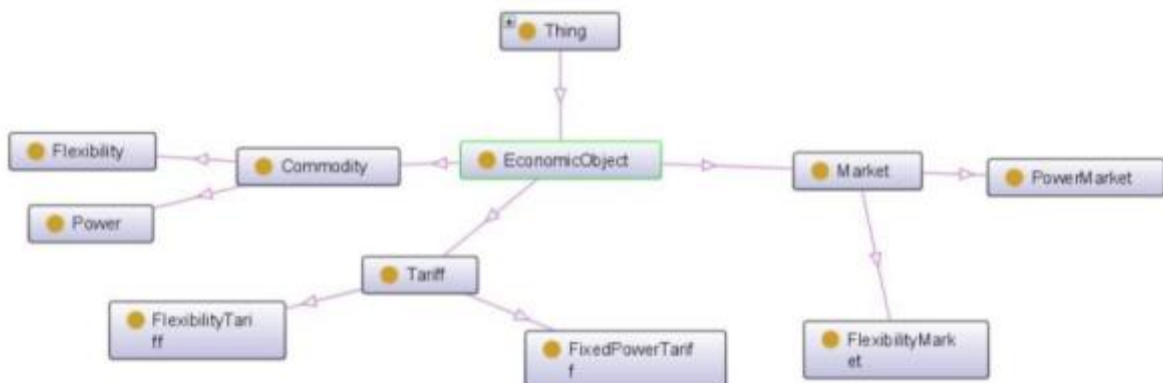 Thing
Flexibility
Commodity
EconomicObject
Market
PowerMarket
Power
Tariff
FlexibilityTari
ff
FixedPowerTarif
f
FlexibilityMark
et